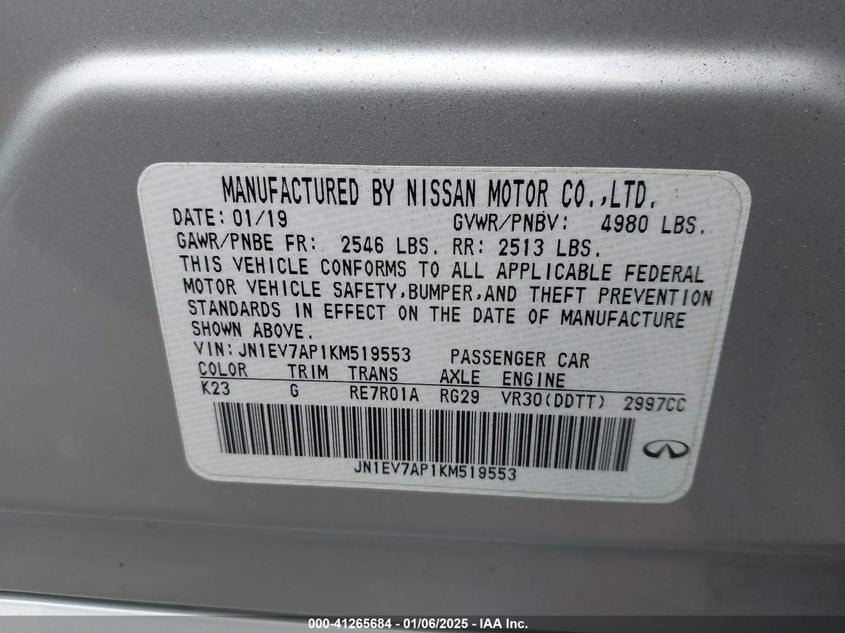 MANUFACTURED BY NISSAN MOTOR CO.,LTD.
DATE: 01/19 GVWR/PNBV: 4980 LBS.
GAWR/PNBE FR: 2546 LBS. RR: 2513 LBS.
THIS VEHICLE CONFORMS TO ALL APPLICABLE FEDERAL
MOTOR VEHICLE SAFETY,BUMPER,AND THEFT PREVENTION
STANDARDS IN EFFECT ON THE DATE OF MANUFACTURE
SHOWN ABOVE.
VIN:JN1EV7AP1KM519553 PASSENGER CAR
COLOR TRIM TRANS AXLE ENGINE
K23 G RE7R01A RG29 VR30(DDTT) 2997CC
JN1EV7AP1KM519553
000-41265684 - 01/06/2025 - IAA Inc.